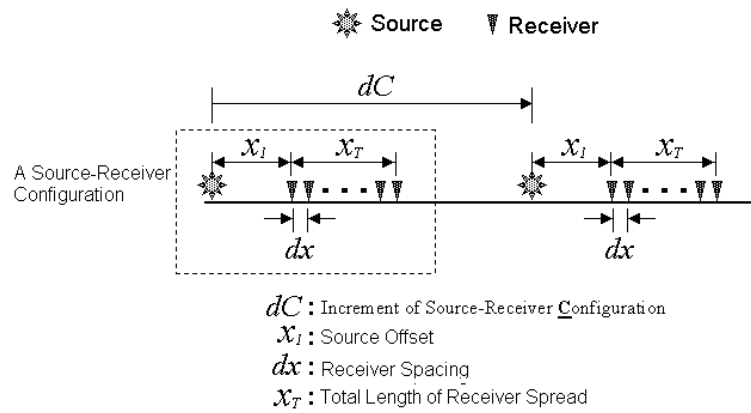 Source Receiver
dC
x1 xT x1 xT
A Source-Receiver
Configuration
dx dx
dC : Increment of Source-Receiver Configuration
x1 : Source Offset
dx : Receiver Spacing
xT : Total Length of Receiver Spread